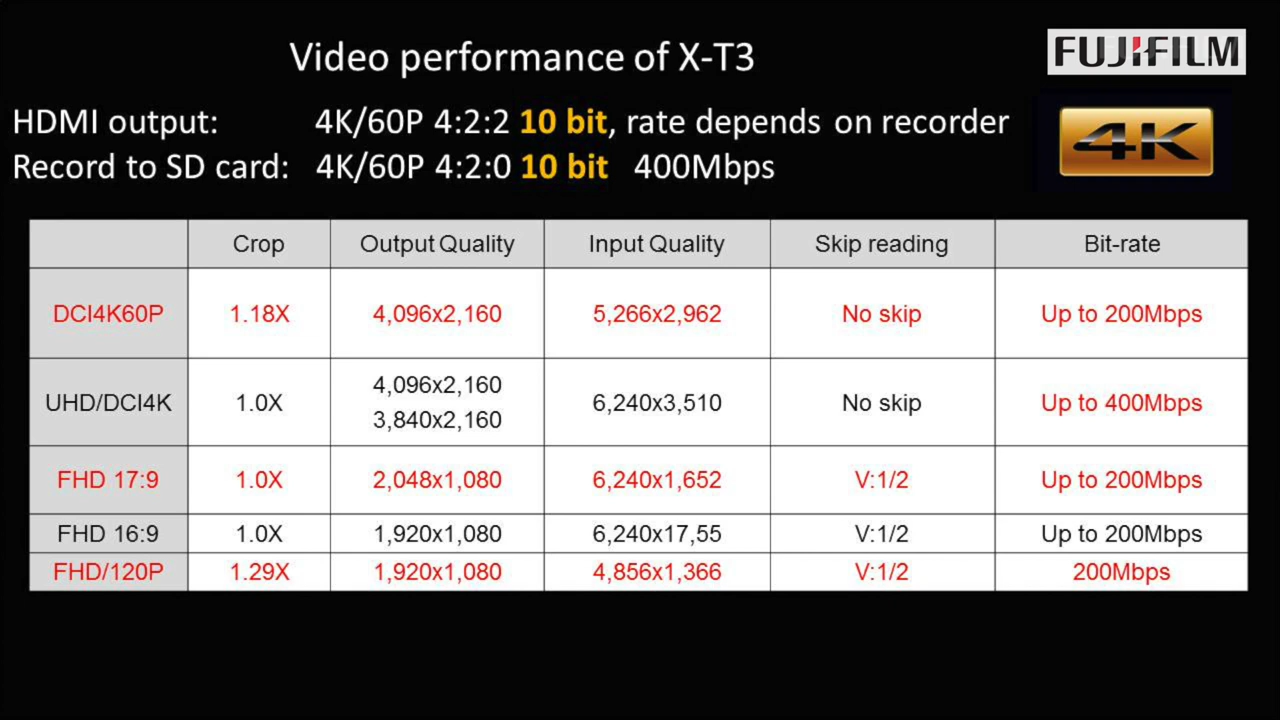 Video performance of X-T3
FUJIFILM
HDMI output: 4K/60P 4:2:2 10 bit, rate depends on recorder
4K
Record to SD card: 4K/60P 4:2:0 10 bit 400Mbps
Crop Output Quality Input Quality Skip reading Bit-rate
DCI4K60P 1.18X 4,096x2,160 5,266x2,962 No skip Up to 200Mbps
UHD/DCI4K 1.0X 4,096x2,160
3,840x2,160 6,240x3,510 No skip Up to 400Mbps
FHD 17:9 1.0X 2,048x1,080 6,240x1,652 V:1/2 Up to 200Mbps
FHD 16:9 1.0X 1,920x1,080 6,240x17,55 V:1/2 Up to 200Mbps
FHD/120P 1.29X 1,920x1,080 4,856x1,366 V:1/2 200Mbps